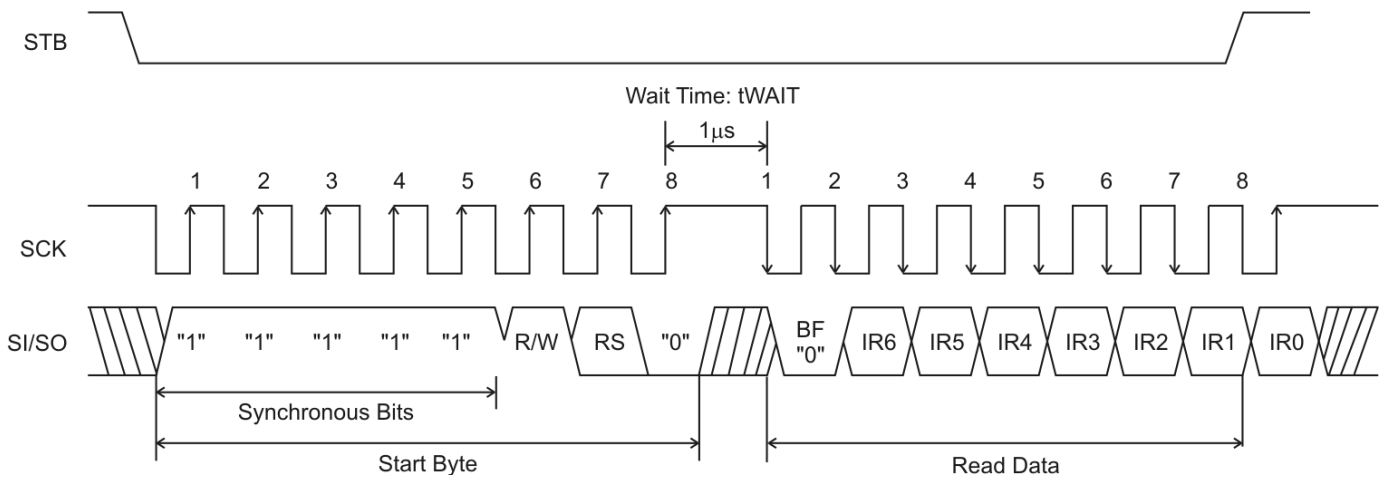 STB
Wait Time: tWAIT
1μs
1 2 3 4 5 6 7 8 1 2 3 4 5 6 7 8
SCK
SI/SO "1" "1" "1" "1" "1" R/W RS "0" BF "0" IR6 IR5 IR4 IR3 IR2 IR1 IR0
Synchronous Bits
Start Byte Read Data